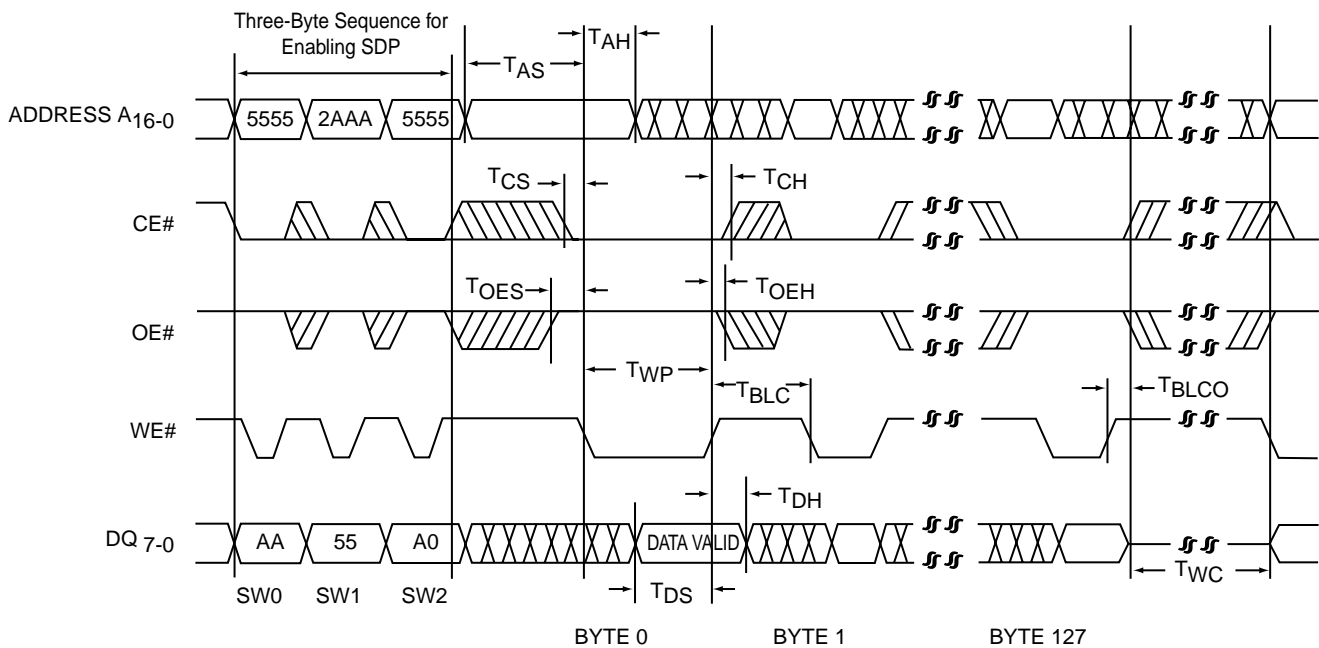 Three-Byte Sequence for
Enabling SDP
TAH
TAS
ADDRESS A16-0
5555
2AAA
5555
TCS
TCH
CE#
TOES
TOEH
OE#
TWP
TBLC
TBLCO
WE#
TDH
DQ 7-0
AA
55
A0
DATA VALID
TWC
SW0
SW1
SW2
TDS
BYTE 0
BYTE 1
BYTE 127